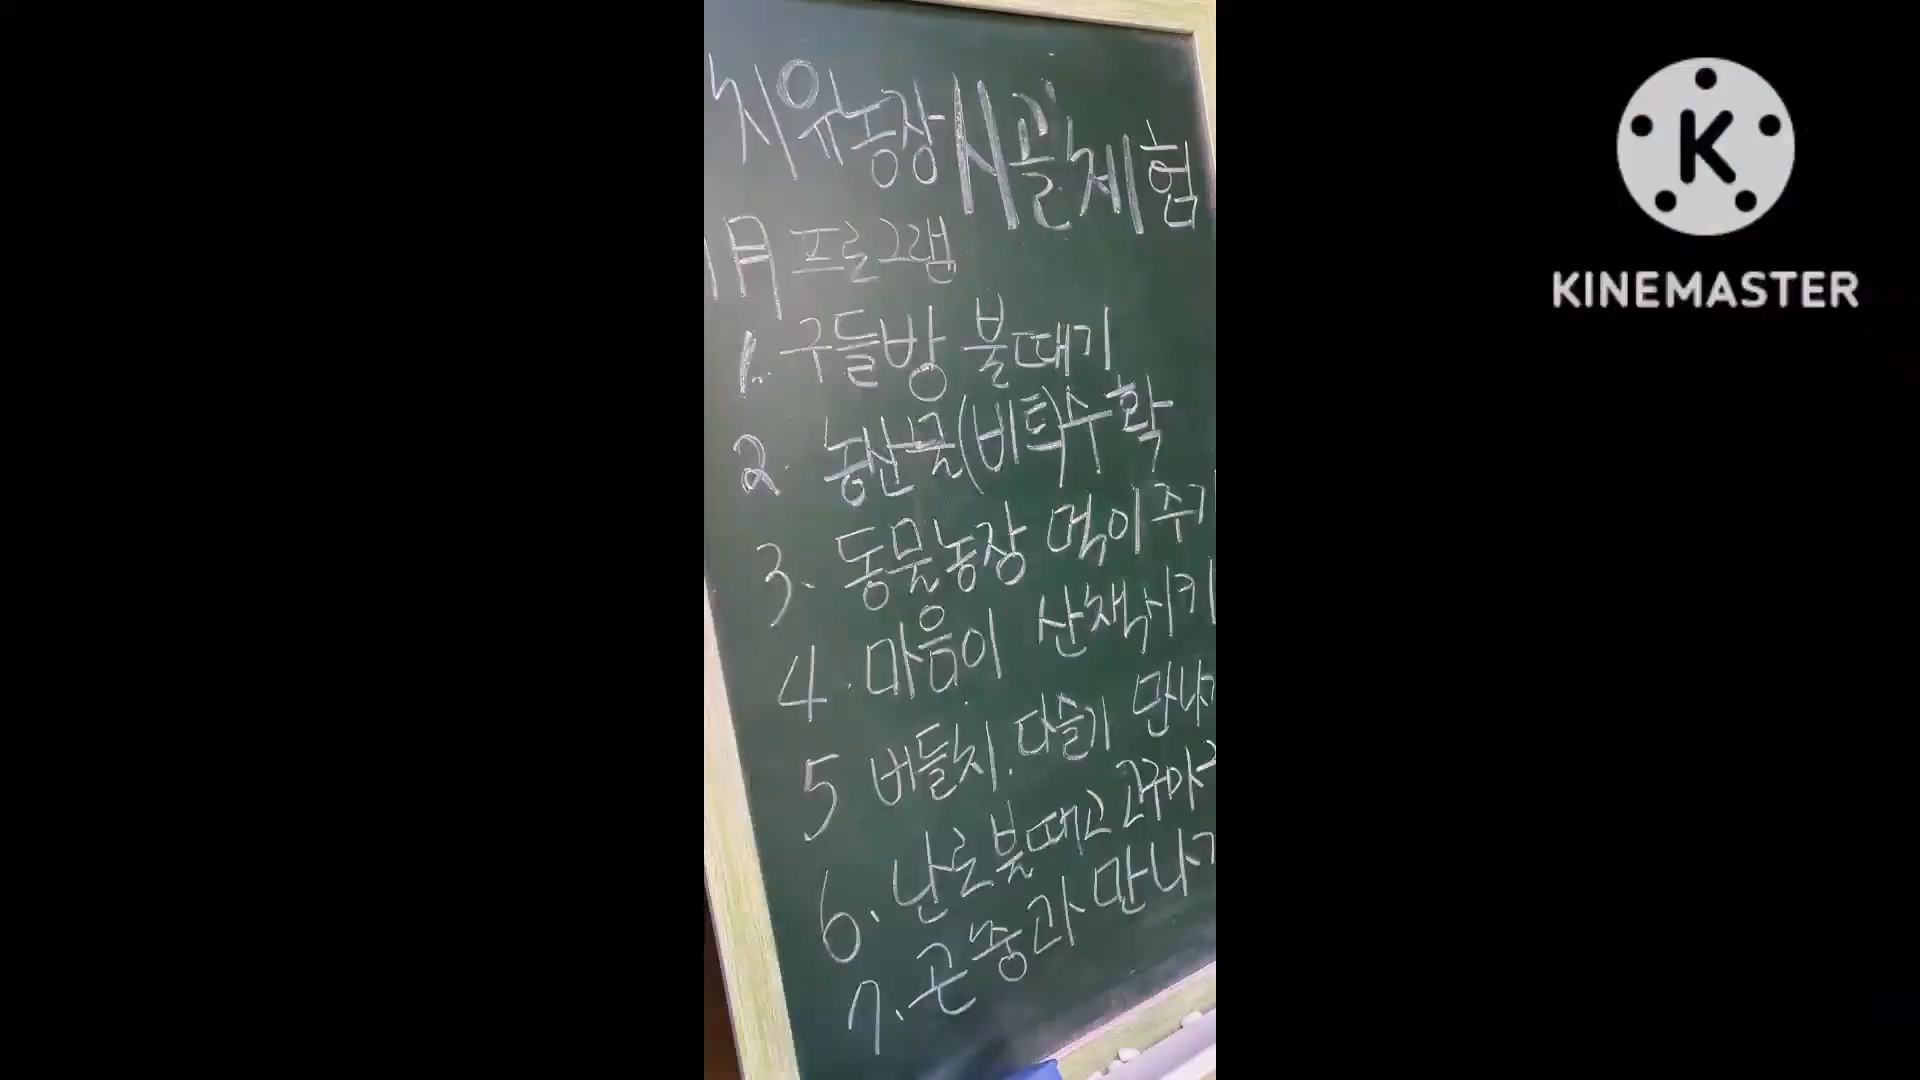 치유농장 시골체험
1月 프로그램
1. 구들방 불때기
2. 농산물(비트)수확
3. 동물농장 먹이주기
4. 마음이 산책시키
5 버들치. 다슬기 만나기
6. 난로불때고 고구마
7. 곤충과 만나기
K
KINEMASTER